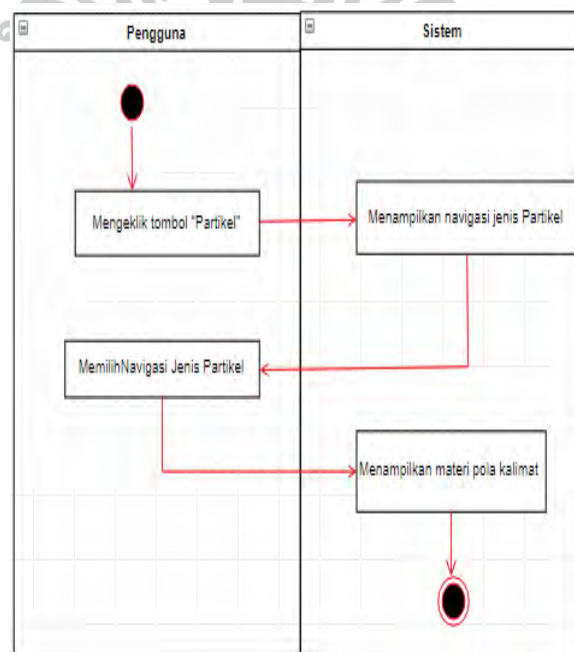 Pengguna
Sistem
Mengeklik tombol "Partikel"
Menampilkan navigasi jenis Partikel
MemilihNavigasi Jenis Partikel
Menampilkan materi pola kalimat